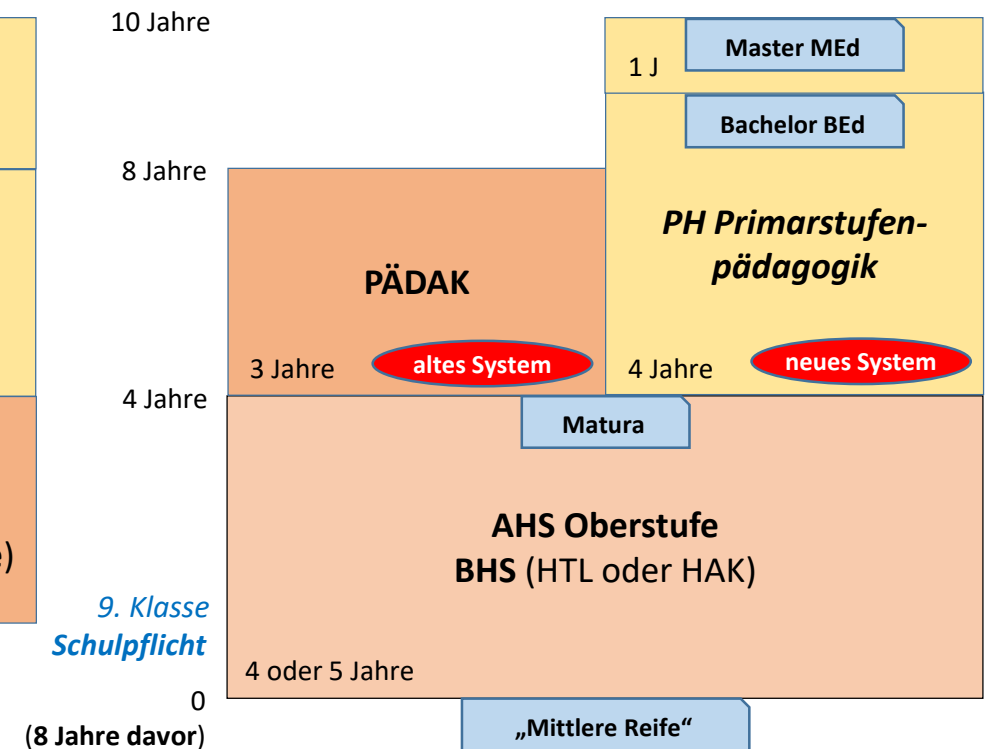 10 Jahre
Master MEd
1 J
Bachelor BEd
8 Jahre
PH Primarstufen-
pädagogik
PÄDAK
3 Jahre
altes System
4 Jahre
neues System
4 Jahre
Matura
AHS Oberstufe
BHS (HTL oder HAK)
)
9. Klasse
Schulpflicht
4 oder 5 Jahre
0
(8 Jahre davor)
„Mittlere Reife“